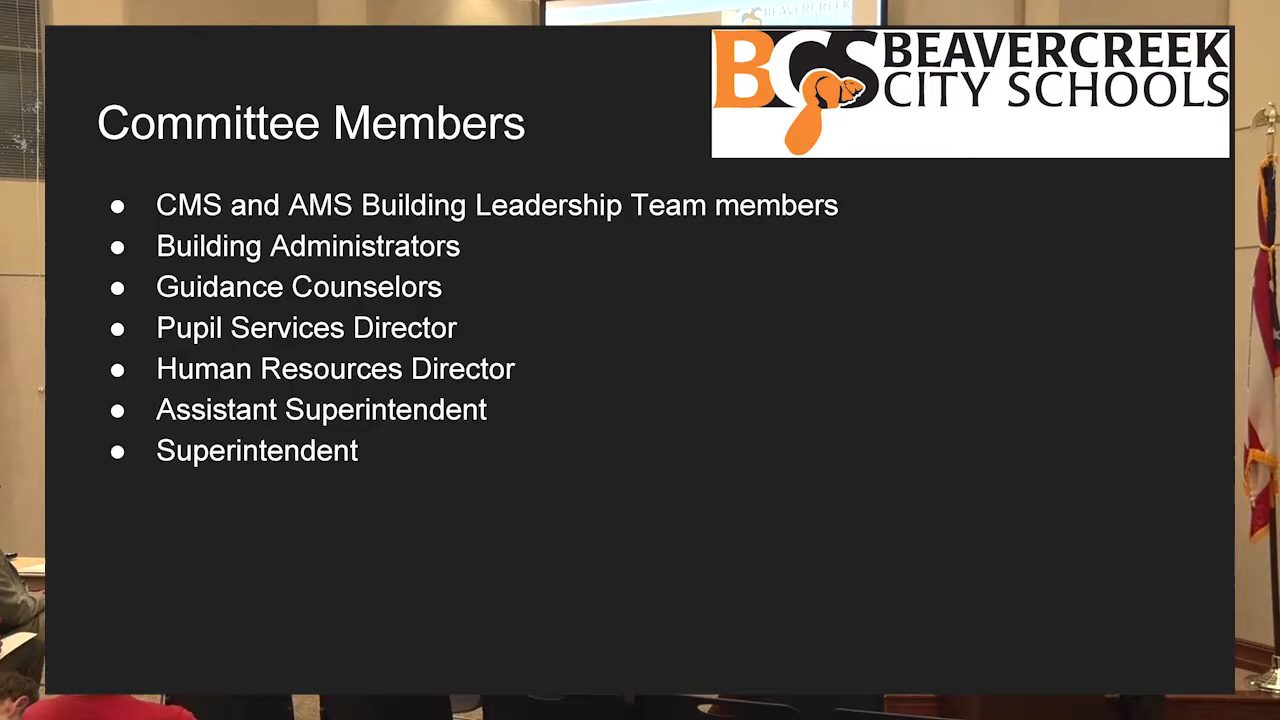 BEAVERCREEK
BCS BEAVERCREEK
CITY SCHOOLS
Committee Members
● CMS and AMS Building Leadership Team members
● Building Administrators
● Guidance Counselors
● Pupil Services Director
● Human Resources Director
● Assistant Superintendent
● Superintendent